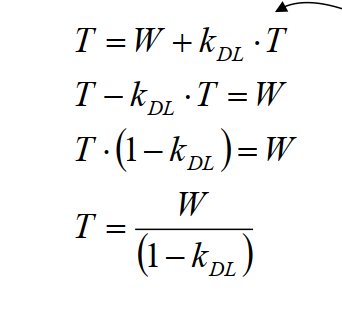 T = W + k_DL · T
T − k_DL · T = W
T · (1 − k_DL) = W
T = W / (1 − k_DL)